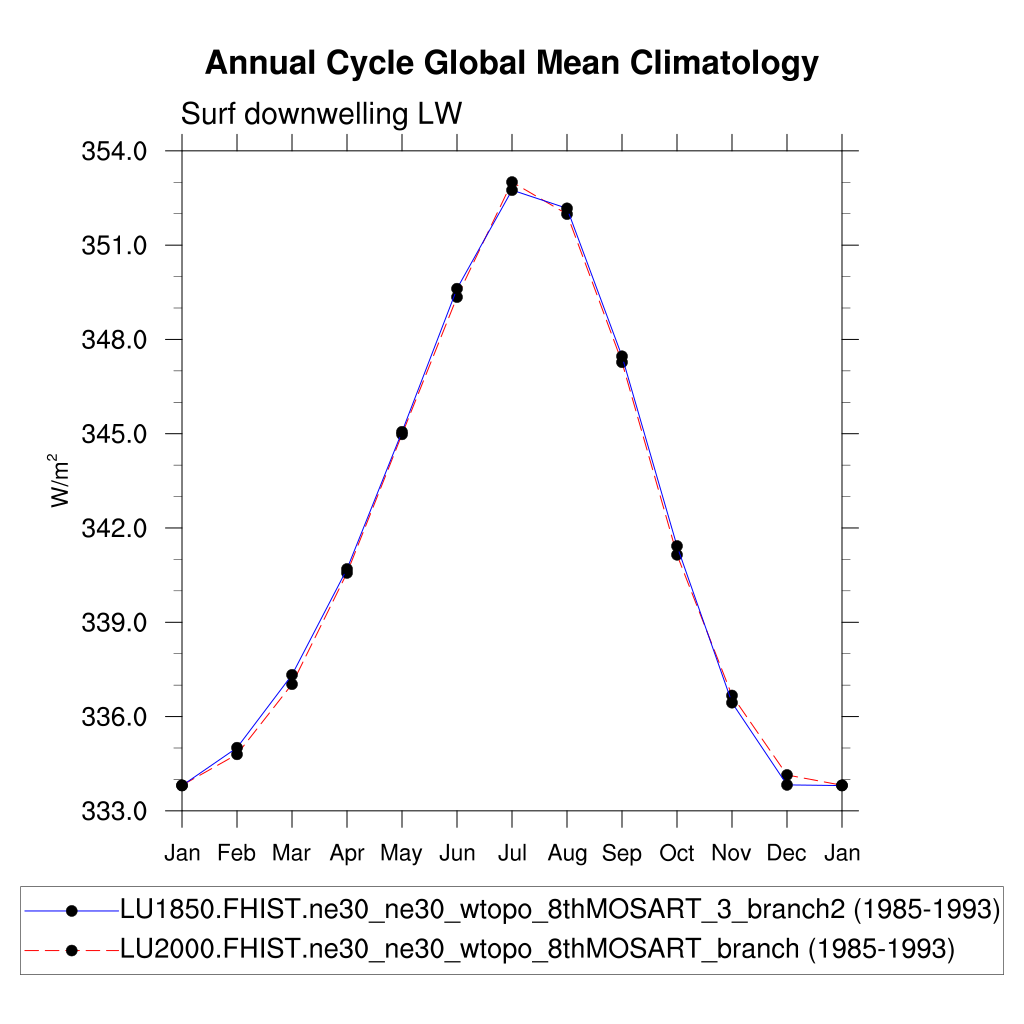 Annual Cycle Global Mean Climatology
Surf downwelling LW
354.0
351.0
348.0
345.0
342.0
339.0
336.0
333.0
W/m²
Jan Feb Mar Apr May Jun Jul Aug Sep Oct Nov Dec Jan
LU1850.FHIST.ne30_ne30_wtopo_8thMOSART_3_branch2 (1985-1993)
LU2000.FHIST.ne30_ne30_wtopo_8thMOSART_branch (1985-1993)